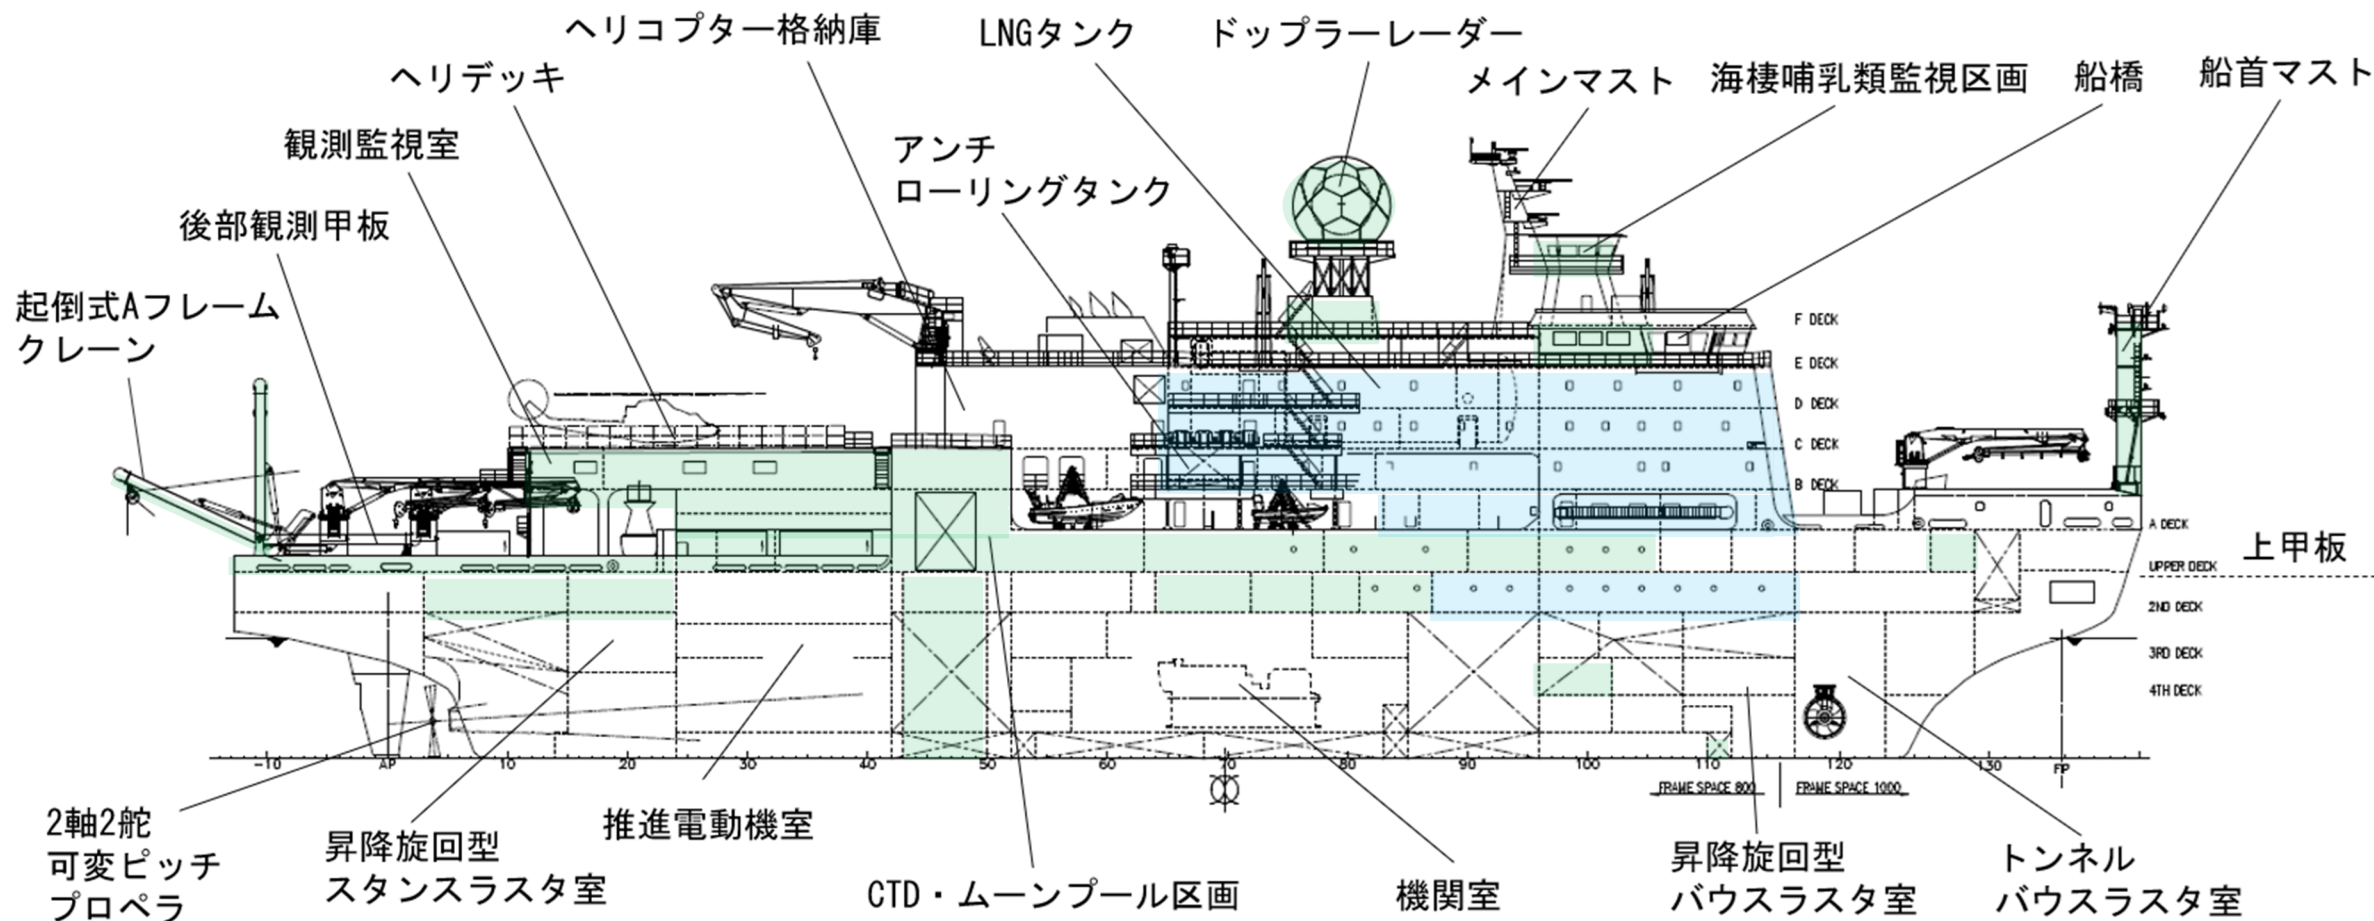 ヘリコプター格納庫
LNGタンク
ドップラーレーダー
ヘリデッキ
メインマスト
海棲哺乳類監視区画
船橋
船首マスト
観測監視室
アンチ
ローリングタンク
後部観測甲板
起倒式Aフレーム
クレーン
F DECK
E DECK
D DECK
C DECK
B DECK
A DECK
上甲板
UPPER DECK
2ND DECK
3RD DECK
4TH DECK
-10
AP
10
20
30
40
50
60
70
80
90
100
110
120
130
FP
FRAME SPACE 800
FRAME SPACE 1000
2軸2舵
可変ピッチ
プロペラ
昇降旋回型
スタンスラスタ室
推進電動機室
CTD・ムーンプール区画
機関室
昇降旋回型
バウスラスタ室
トンネル
バウスラスタ室